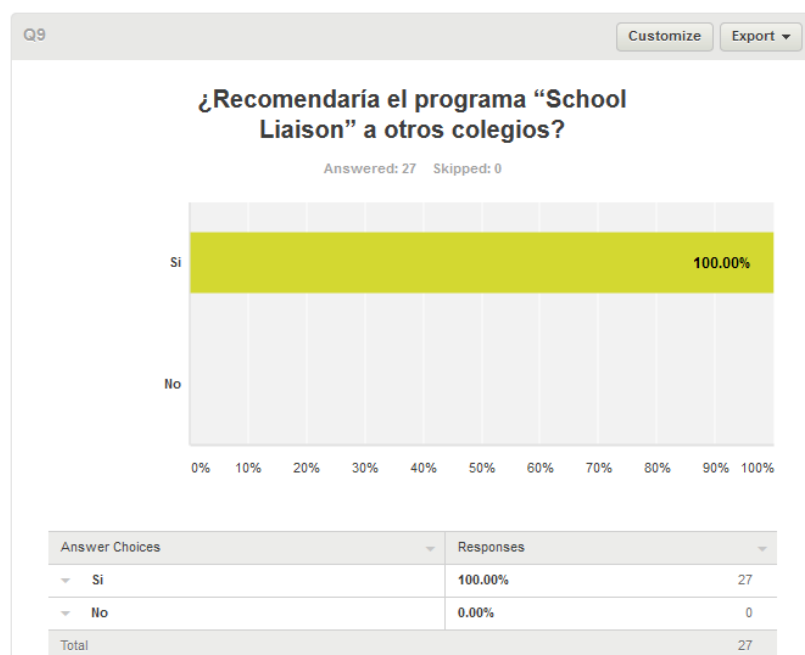 Q9
Customize
Export
¿Recomendaría el programa “School
Liaison” a otros colegios?
Answered: 27 Skipped: 0
Si
100.00%
No
0% 10% 20% 30% 40% 50% 60% 70% 80% 90% 100%
Answer Choices Responses
Si 100.00% 27
No 0.00% 0
Total 27